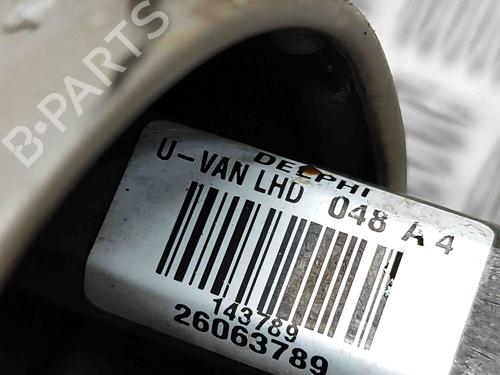 B-PARTS
DELPHI
U-VAN LHD 048 A 4
143789
26063789